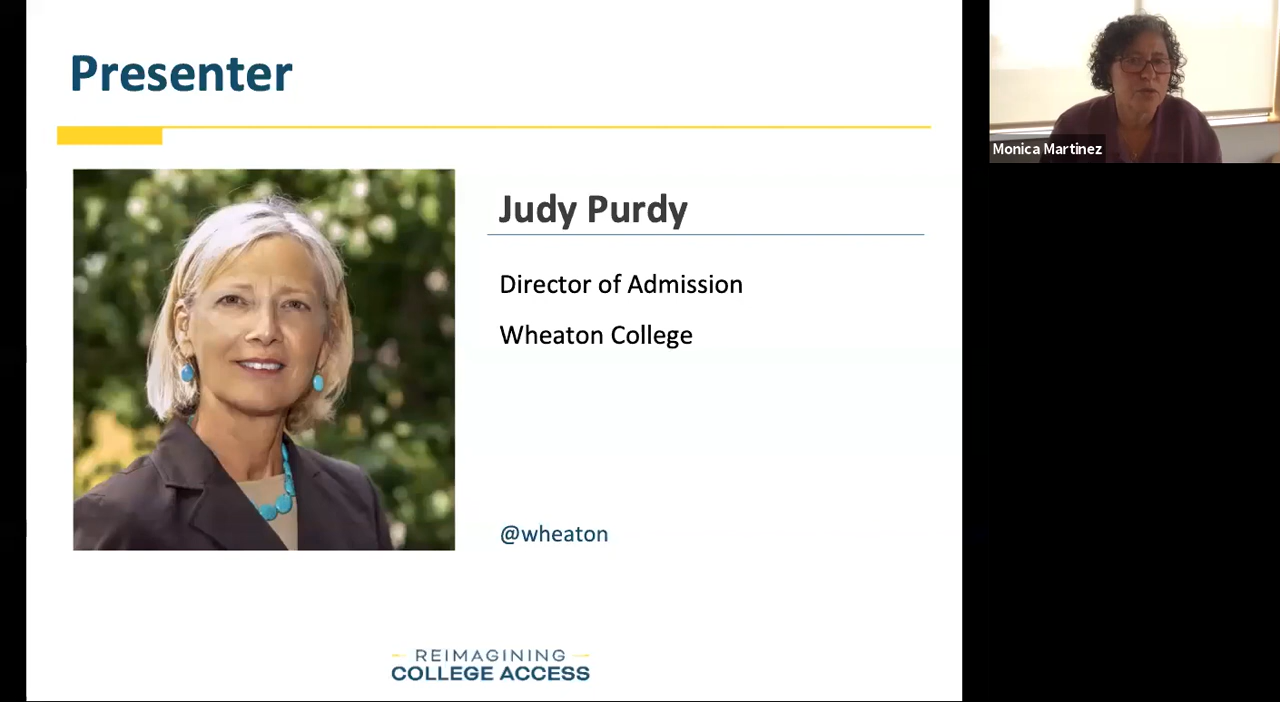 Presenter
Judy Purdy
Director of Admission
Wheaton College
@wheaton
REIMAGINING
COLLEGE ACCESS
Monica Martinez